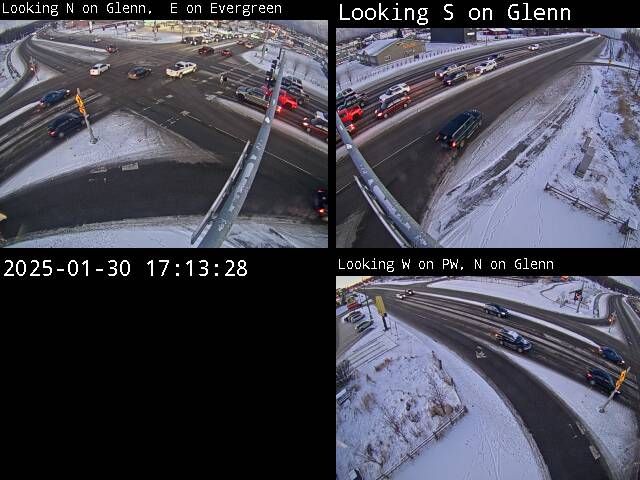 Looking N on Glenn,  E on Evergreen
Looking S on Glenn
2025-01-30 17:13:28
Looking W on PW, N on Glenn